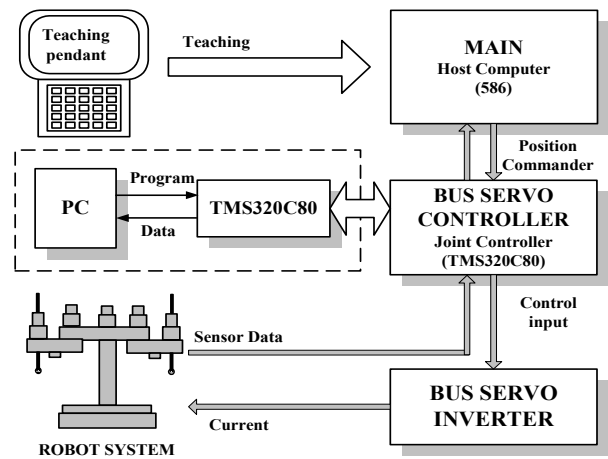 Teaching
pendant
Teaching
MAIN
Host Computer
(586)
Position
Commander
PC
Program
Data
TMS320C80
BUS SERVO
CONTROLLER
Joint Controller
(TMS320C80)
Control
input
Sensor Data
BUS SERVO
INVERTER
Current
ROBOT SYSTEM